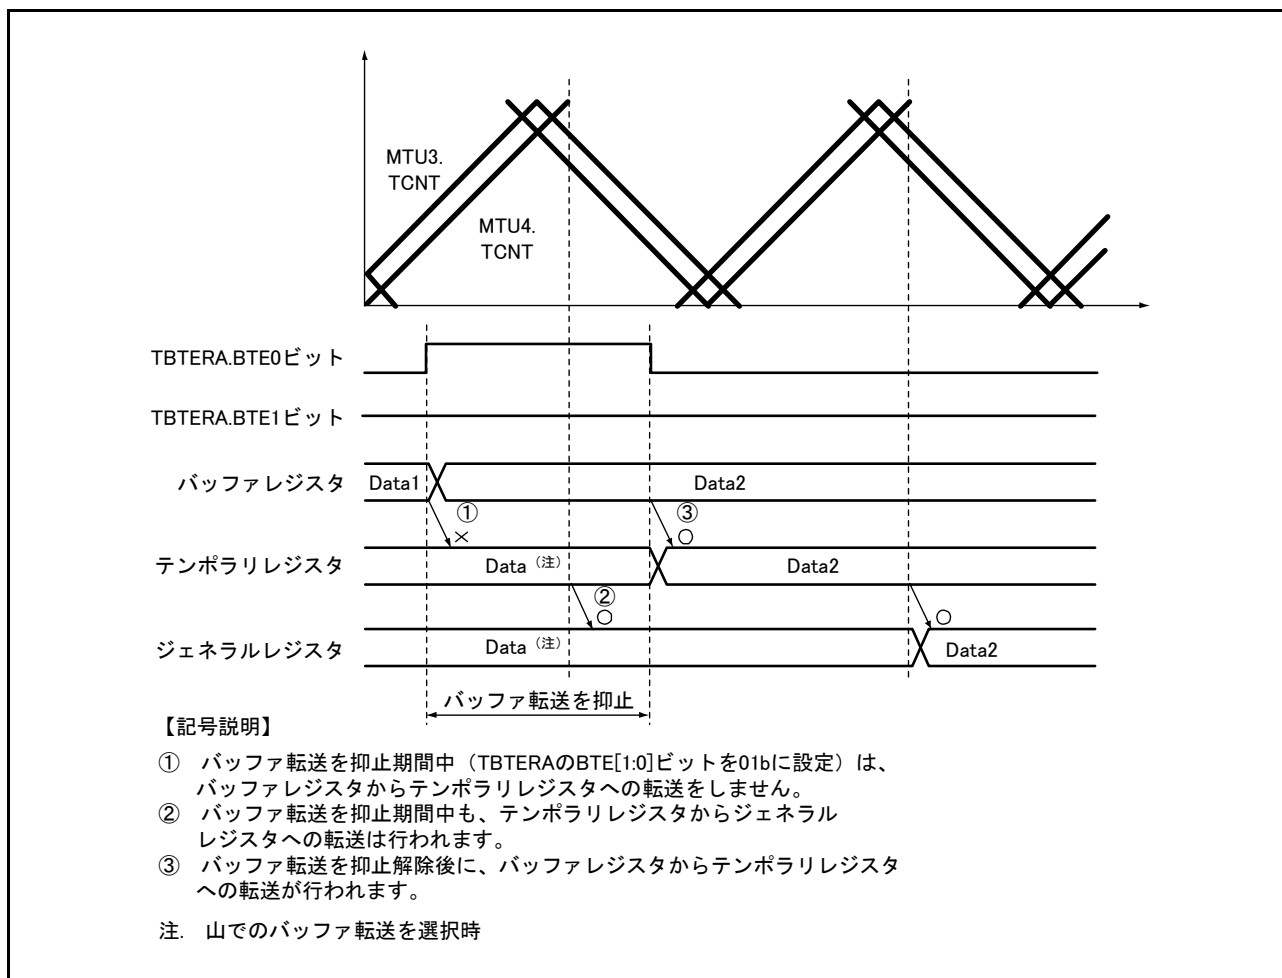 MTU3.
TCNT
MTU4.
TCNT
TBTERA.BTE0ビット
TBTERA.BTE1ビット
バッファレジスタ Data1 Data2
① ③
× ○
テンポラリレジスタ Data (注) Data2
②
○ ○
ジェネラルレジスタ Data (注) Data2
バッファ転送を抑止
【記号説明】
① バッファ転送を抑止期間中（TBTERAのBTE[1:0]ビットを01bに設定）は、
バッファレジスタからテンポラリレジスタへの転送をしません。
② バッファ転送を抑止期間中も、テンポラリレジスタからジェネラル
レジスタへの転送は行われます。
③ バッファ転送を抑止解除後に、バッファレジスタからテンポラリレジスタ
への転送が行われます。
注. 山でのバッファ転送を選択時